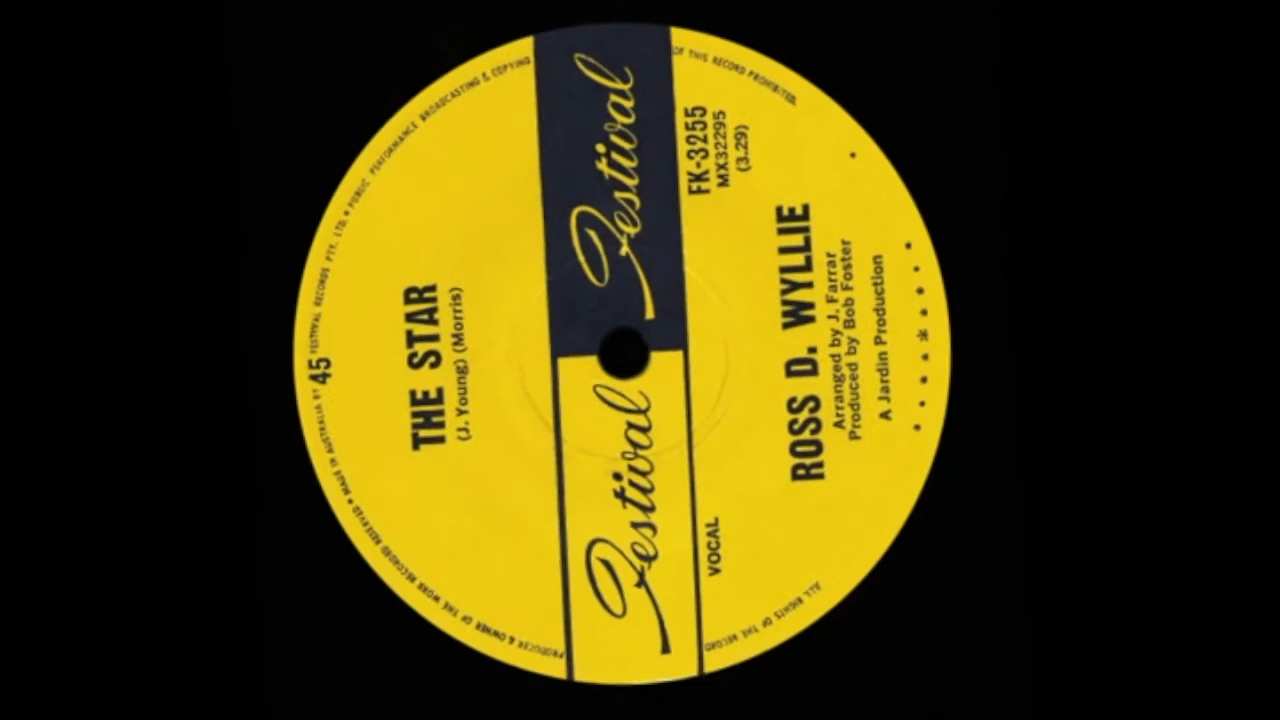 FESTIVAL RECORDS PTY. LTD. • PUBLIC PERFORMANCE BROADCASTING & COPYING OF THIS RECORD PROHIBITED.
45
THE STAR
(J. Young) (Morris)
Festival Festival
VOCAL
FK-3255
MX32295
(3.29)
ROSS D. WYLLIE
Arranged by J. Farrar
Produced by Bob Foster
A Jardin Production
ALL RIGHTS OF THE RECORD
PRODUCER & OWNER OF THE WORK RECORDED RESERVED • MADE IN AUSTRALIA BY